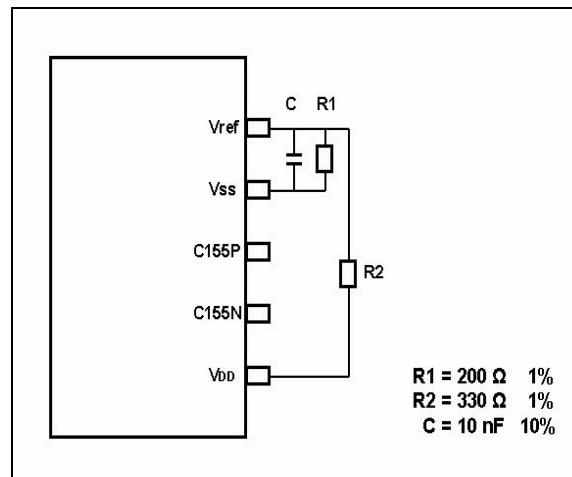 C R1
Vref
Vss
C155P
R2
C155N
VDD
R1 = 200 Ω 1%
R2 = 330 Ω 1%
C = 10 nF 10%